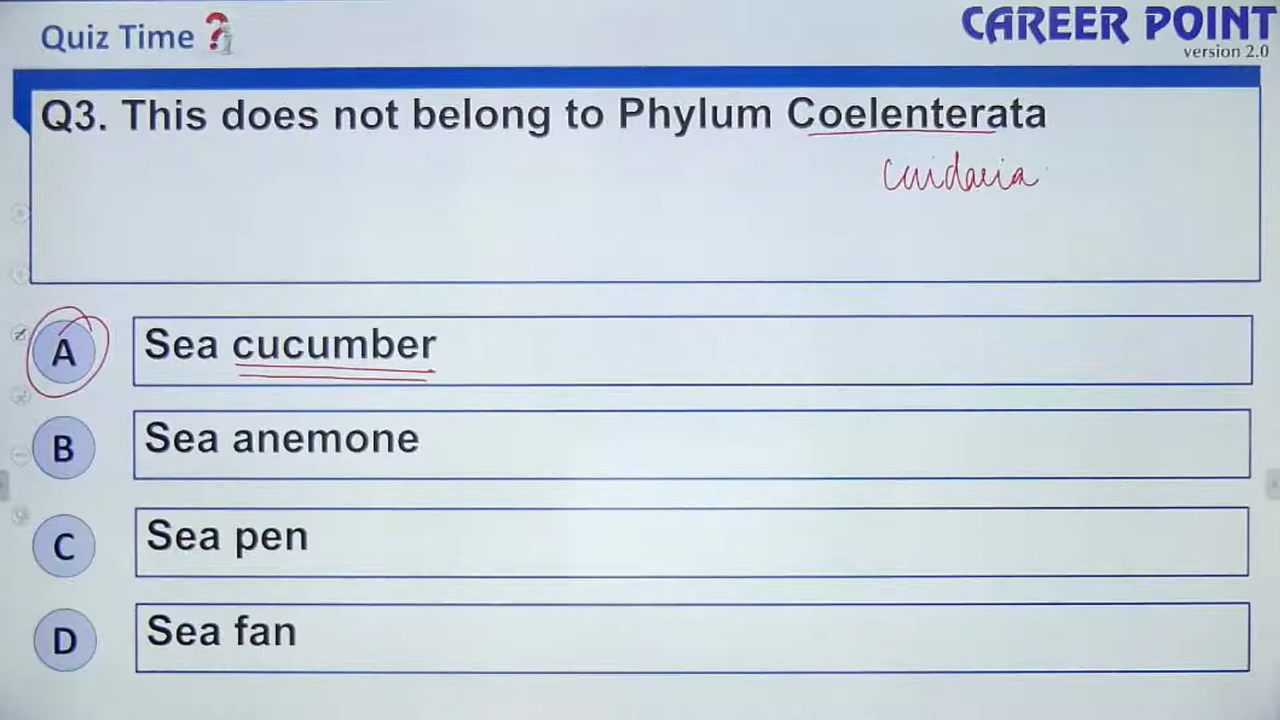 Quiz Time ?
CAREER POINT
version 2.0
Q3. This does not belong to Phylum Coelenterata
cnidaria
A Sea cucumber
B Sea anemone
C Sea pen
D Sea fan